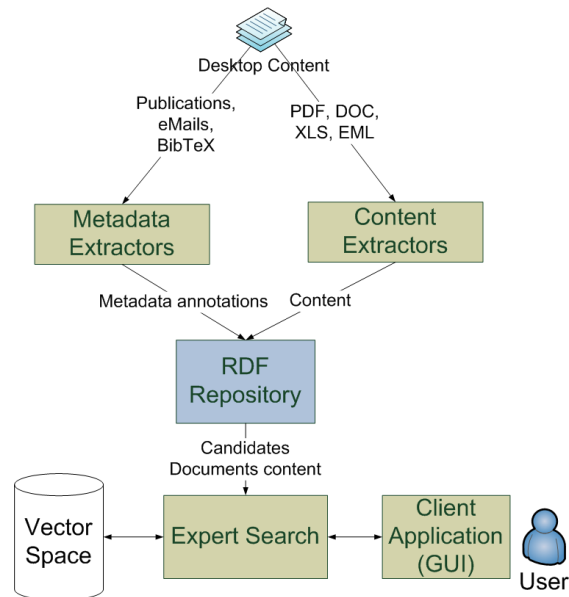 Desktop Content
Publications,
eMails,
BibTeX
PDF, DOC,
XLS, EML
Metadata
Extractors
Content
Extractors
Metadata annotations
Content
RDF
Repository
Candidates
Documents content
Vector
Space
Expert Search
Client
Application
(GUI)
User